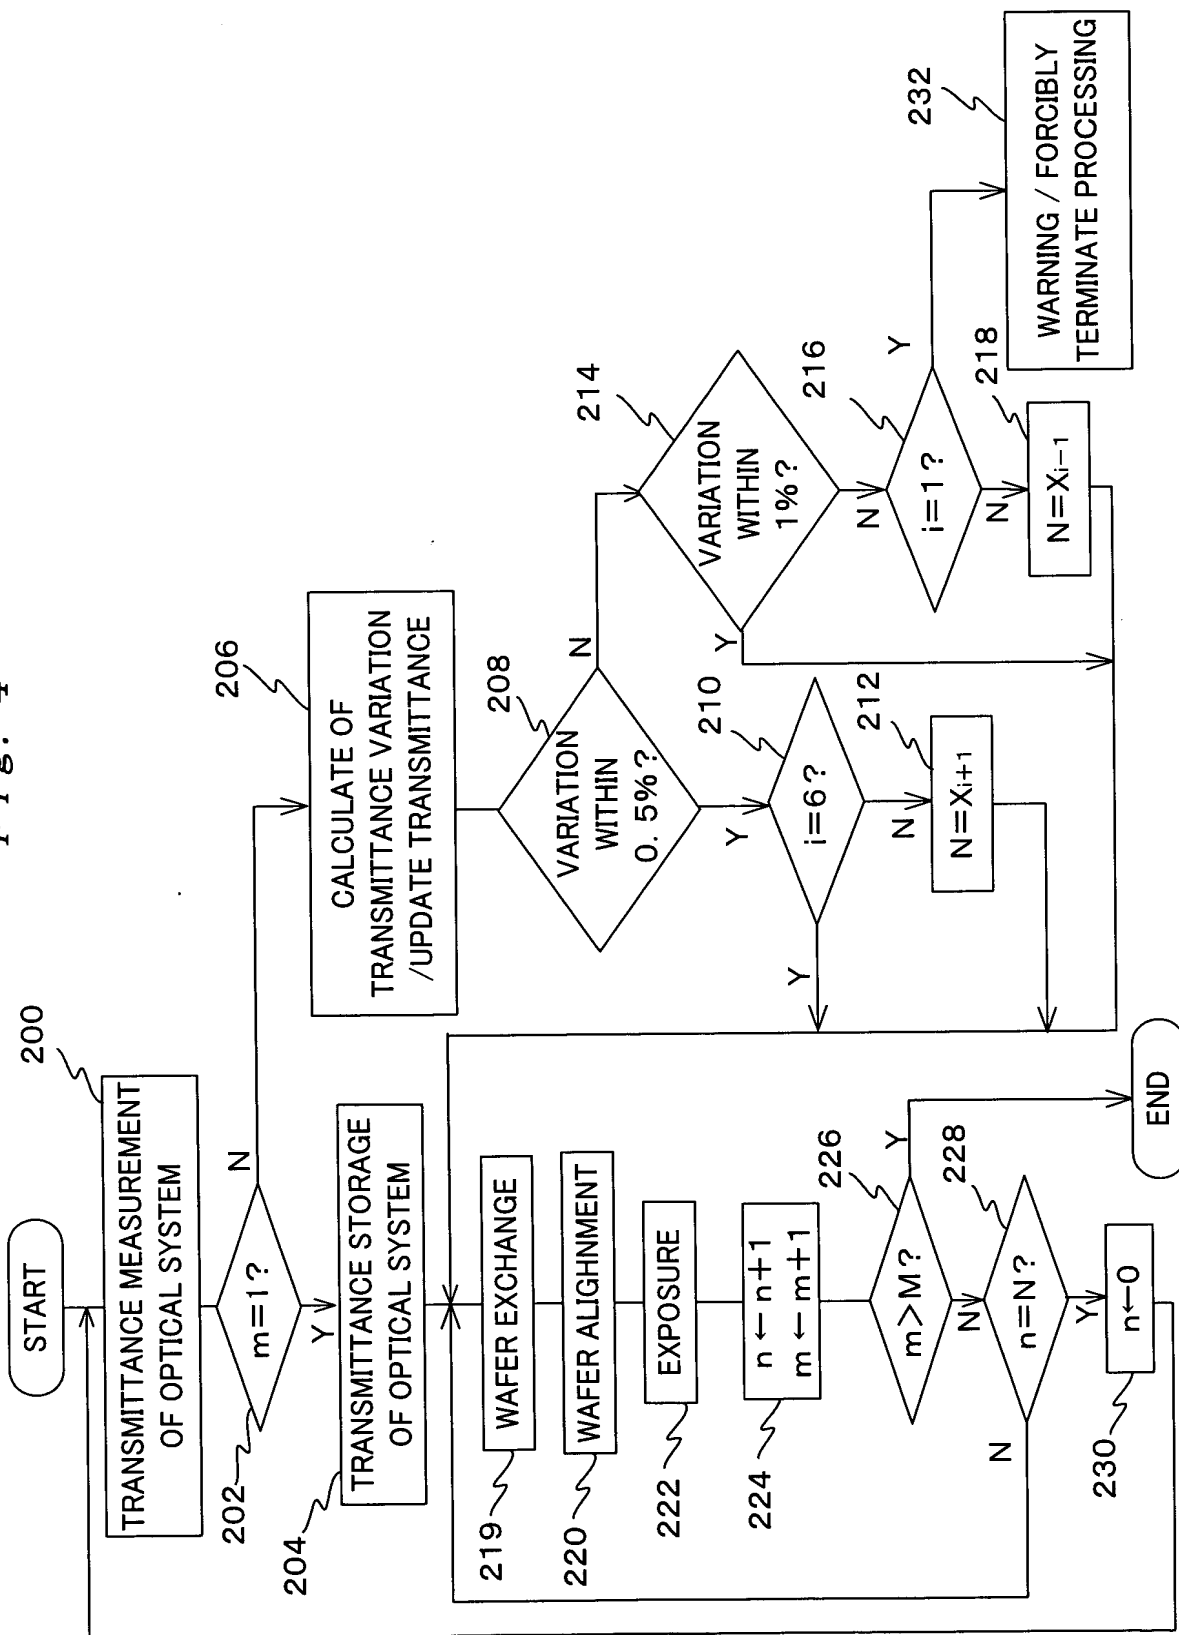 Fig. 4
START
200
TRANSMITTANCE MEASUREMENT
OF OPTICAL SYSTEM
202
m=1?
N
Y
204
TRANSMITTANCE STORAGE
OF OPTICAL SYSTEM
206
CALCULATE OF
TRANSMITTANCE VARIATION
/UPDATE TRANSMITTANCE
208
VARIATION
WITHIN
0. 5%?
N
Y
210
i=6?
Y
N
212
N=Xi+1
214
VARIATION
WITHIN
1%?
Y
N
216
i=1?
Y
N
218
N=Xi−1
232
WARNING / FORCIBLY
TERMINATE PROCESSING
219
WAFER EXCHANGE
220
WAFER ALIGHNMENT
222
EXPOSURE
224
n ← n+1
m ← m+1
226
m>M?
Y
N
228
n=N?
N
Y
230
n←0
END